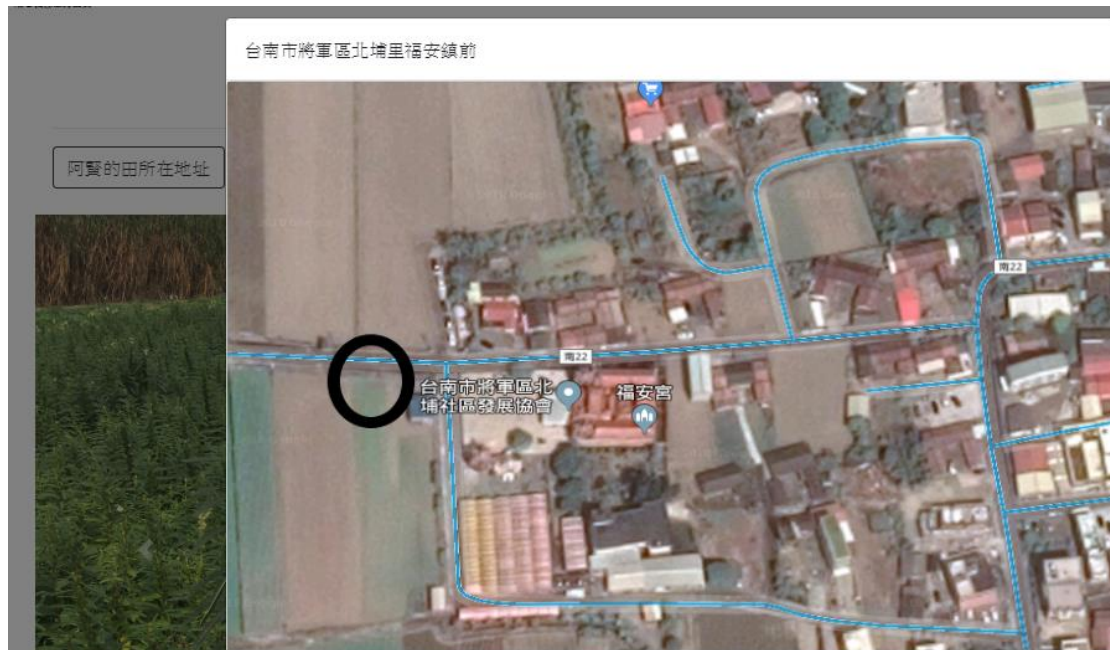 台南市將軍區北埔里福安鎮前
阿賢的田所在地址
南22
南22
台南市將軍區北
埔社區發展協會
福安宮